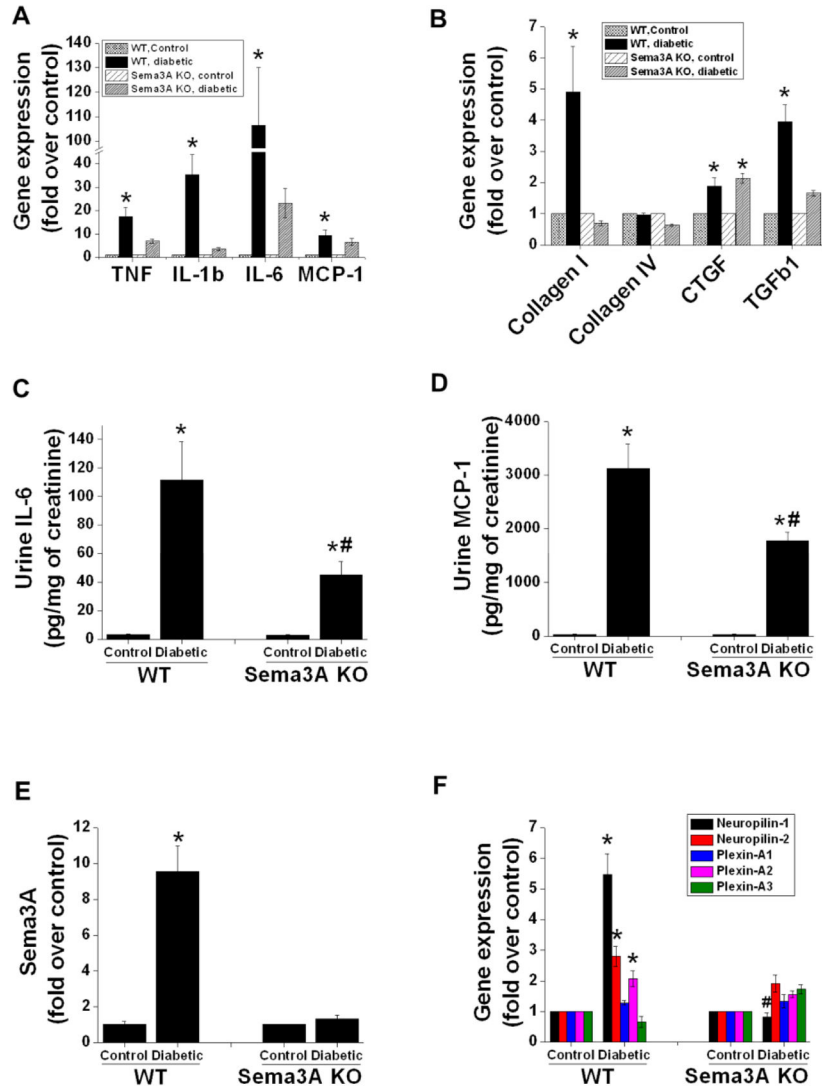 A
Gene expression
(fold over control)
140
120
100
80
60
40
30
20
10
0
WT,Control
WT, diabetic
Sema3A KO, control
Sema3A KO, diabetic
*
*
*
*
TNF IL-1b IL-6 MCP-1
B
Gene expression
(fold over control)
7
6
5
4
3
2
1
0
WT,Control
WT, diabetic
Sema3A KO, control
Sema3A KO, diabetic
*
*
*
*
Collagen I
Collagen IV
CTGF
TGFb1
C
Urine IL-6
(pg/mg of creatinine)
140
120
100
80
60
40
20
0
*
*#
Control Diabetic Control Diabetic
WT Sema3A KO
D
Urine MCP-1
(pg/mg of creatinine)
4000
3000
2000
1000
0
*
*#
Control Diabetic Control Diabetic
WT Sema3A KO
E
Sema3A
(fold over control)
12
10
8
6
4
2
0
*
Control Diabetic Control Diabetic
WT Sema3A KO
F
Gene expression
(fold over control)
7
6
5
4
3
2
1
0
Neuropilin-1
Neuropilin-2
Plexin-A1
Plexin-A2
Plexin-A3
*
*
*
#
Control Diabetic Control Diabetic
WT Sema3A KO